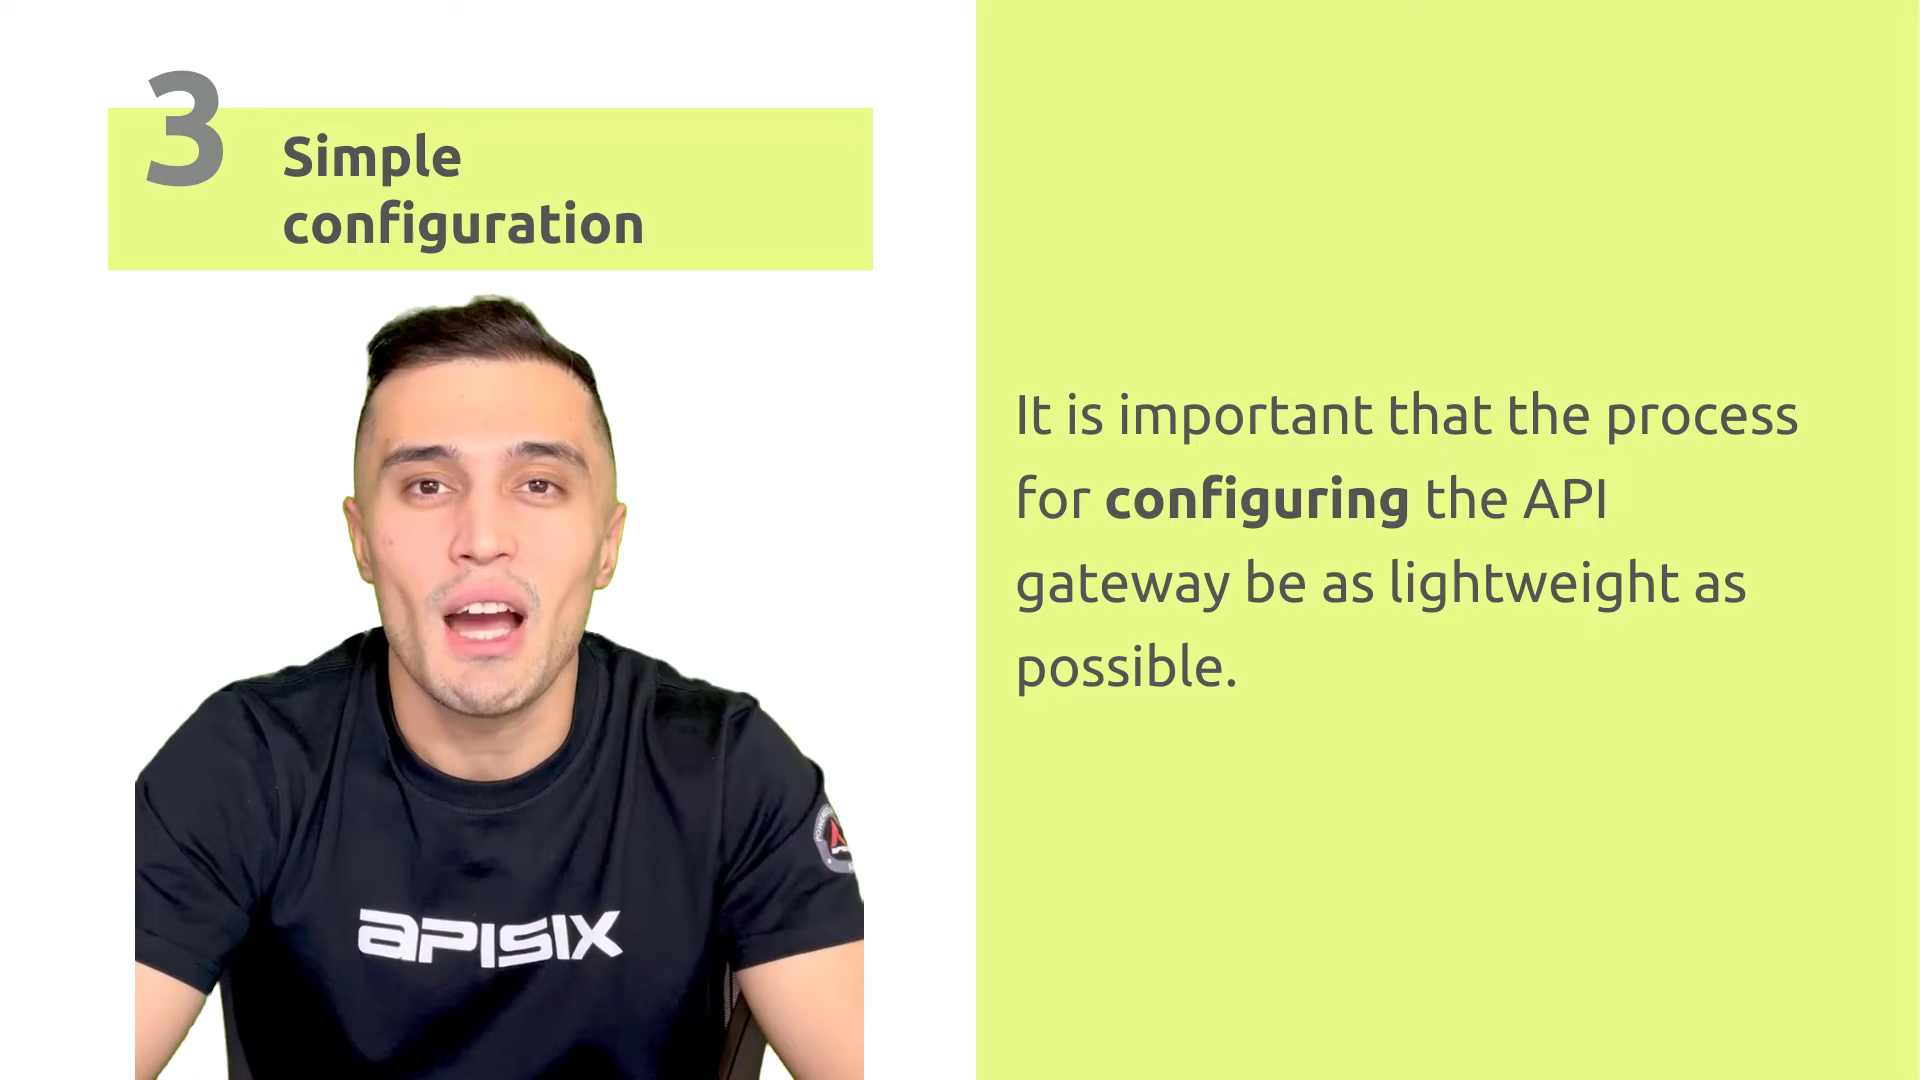 3
Simple
configuration
It is important that the process
for configuring the API
gateway be as lightweight as
possible.
APISIX